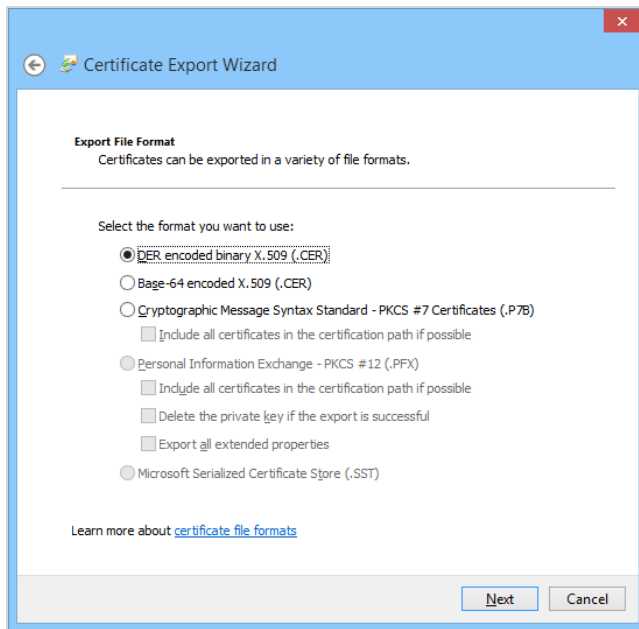 Certificate Export Wizard
Export File Format
Certificates can be exported in a variety of file formats.
Select the format you want to use:
DER encoded binary X.509 (.CER)
Base-64 encoded X.509 (.CER)
Cryptographic Message Syntax Standard - PKCS #7 Certificates (.P7B)
Include all certificates in the certification path if possible
Personal Information Exchange - PKCS #12 (.PFX)
Include all certificates in the certification path if possible
Delete the private key if the export is successful
Export all extended properties
Microsoft Serialized Certificate Store (.SST)
Learn more about certificate file formats
Next Cancel